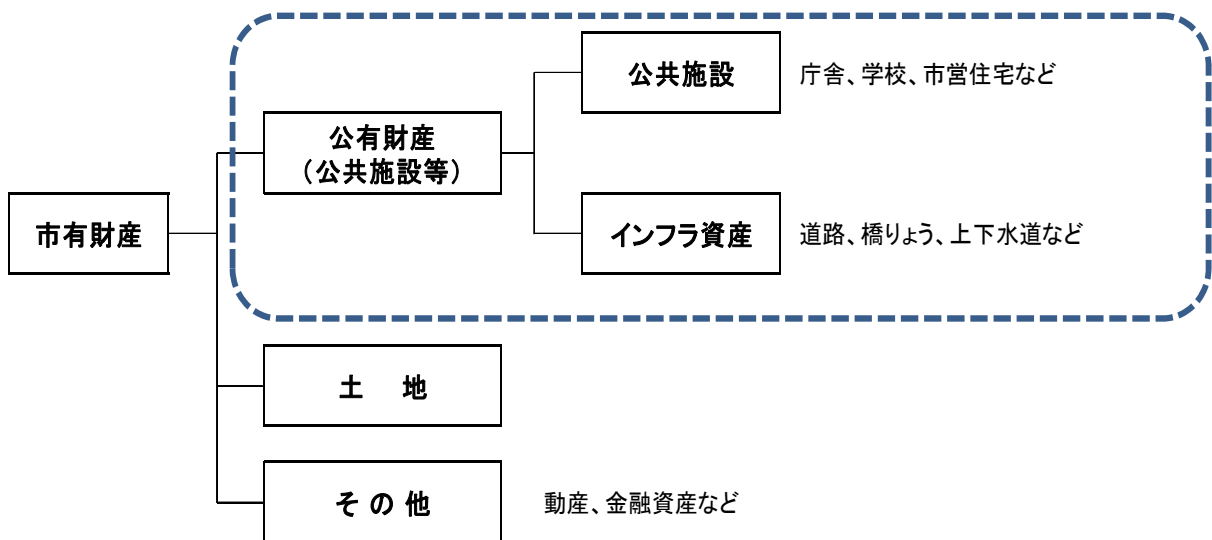 公共施設
庁舎、学校、市営住宅など
公有財産
（公共施設等）
市有財産
インフラ資産
道路、橋りょう、上下水道など
土　地
そ の 他
動産、金融資産など